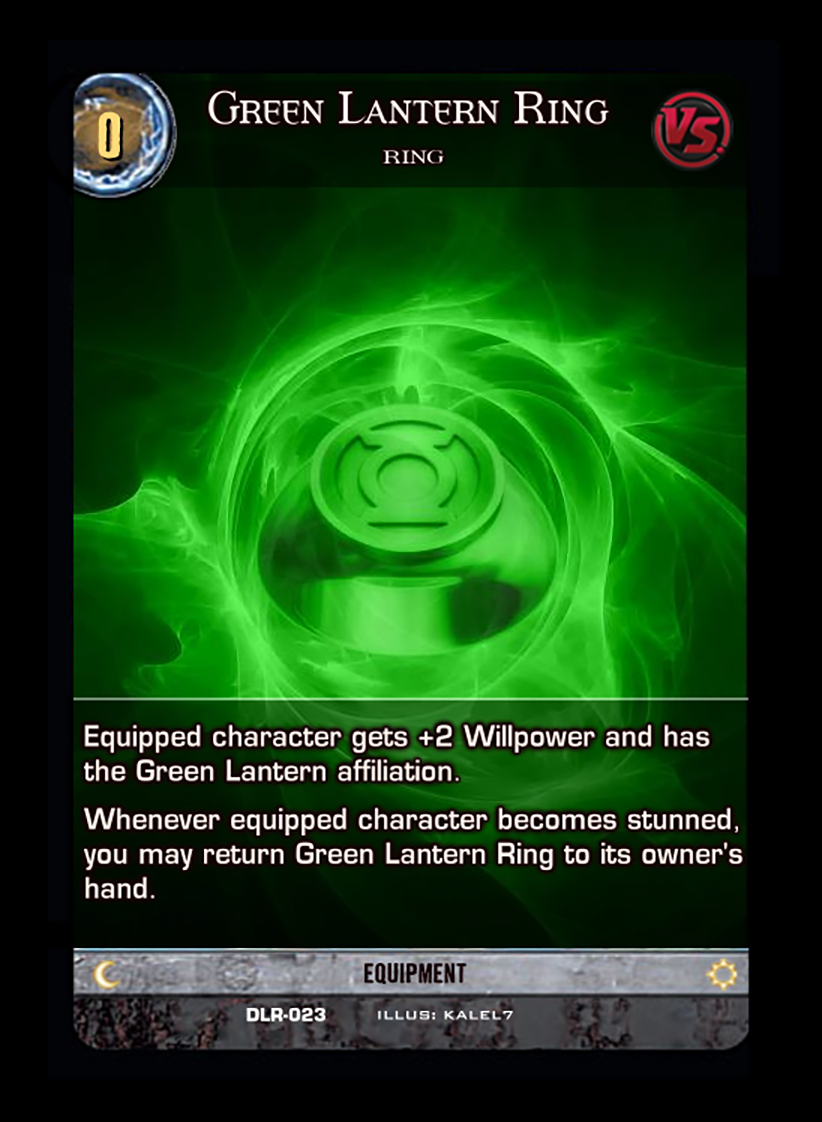 0
Green Lantern Ring
VS.
RING
Equipped character gets +2 Willpower and has
the Green Lantern affiliation.
Whenever equipped character becomes stunned,
you may return Green Lantern Ring to its owner's
hand.
EQUIPMENT
DLR-023 ILLUS: KALEL7